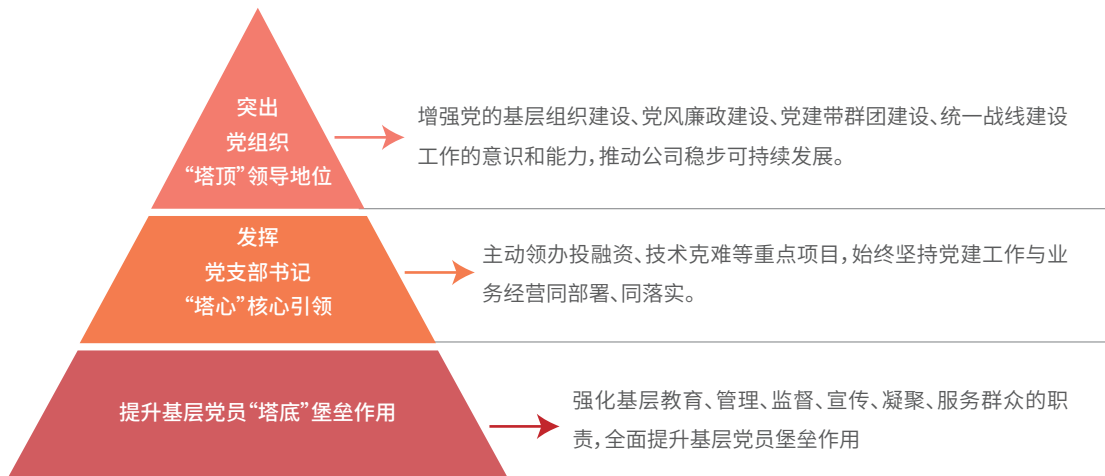 突出
党组织
“塔顶”领导地位
增强党的基层组织建设、党风廉政建设、党建带群团建设、统一战线建设
工作的意识和能力，推动公司稳步可持续发展。
发挥
党支部书记
“塔心”核心引领
主动领办投融资、技术克难等重点项目，始终坚持党建工作与业
务经营同部署、同落实。
提升基层党员“塔底”堡垒作用
强化基层教育、管理、监督、宣传、凝聚、服务群众的职
责，全面提升基层党员堡垒作用